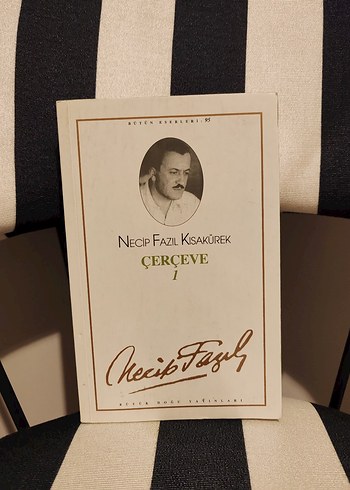 BÜTÜN ESERLERİ: 95
NECİP FAZIL KISAKÜREK
ÇERÇEVE
1
Necip Fazıl
BÜYÜK DOĞU YAYINLARI